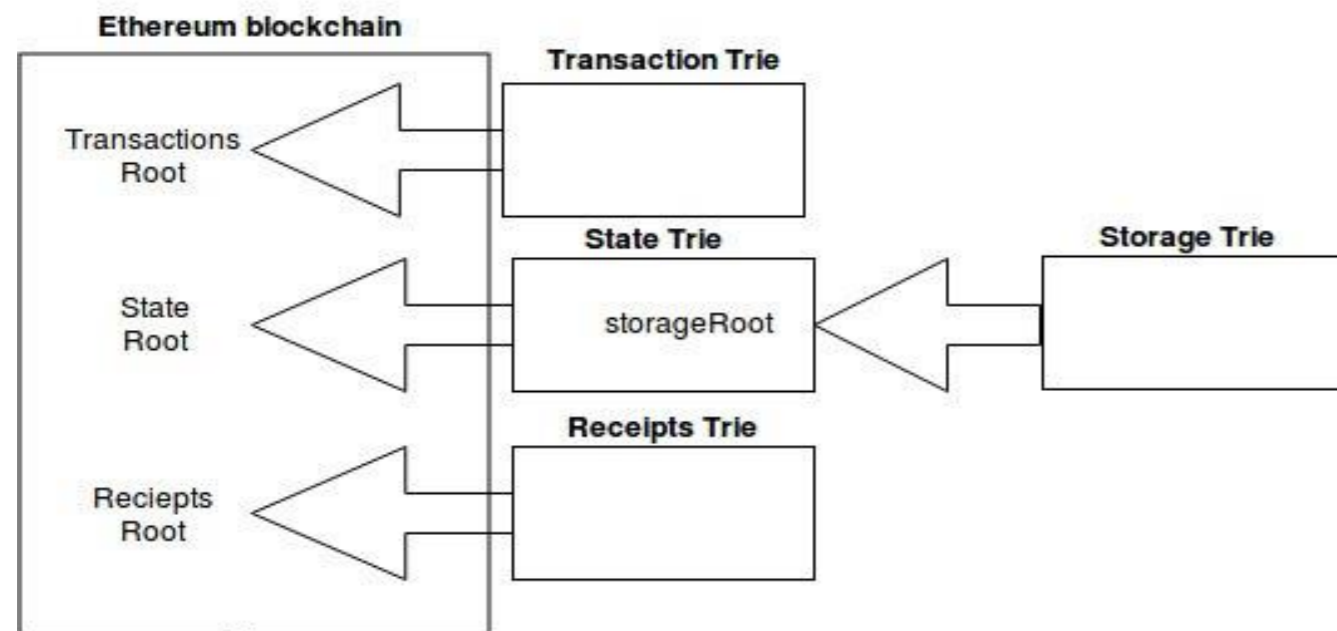 Ethereum blockchain
Transaction Trie
Transactions
Root
State Trie
Storage Trie
State
Root
storageRoot
Receipts Trie
Reciepts
Root